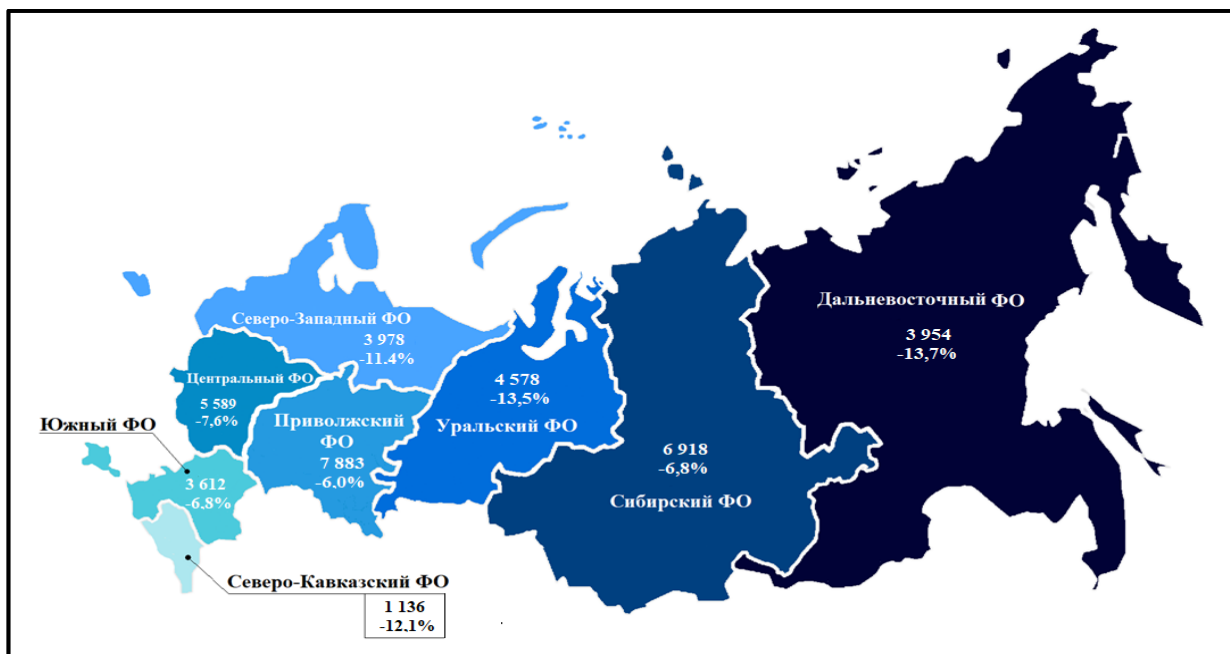 Дальневосточный ФО
3 954
-13,7%
Северо-Западный ФО
3 978
-11.4%
Центральный ФО
5 589
-7,6%
4 578
-13,5%
Уральский ФО
Приволжский
ФО
7 883
-6,0%
Южный ФО
3 612
-6,8%
6 918
-6,8%
Сибирский ФО
Северо-Кавказский ФО
1 136
-12,1%